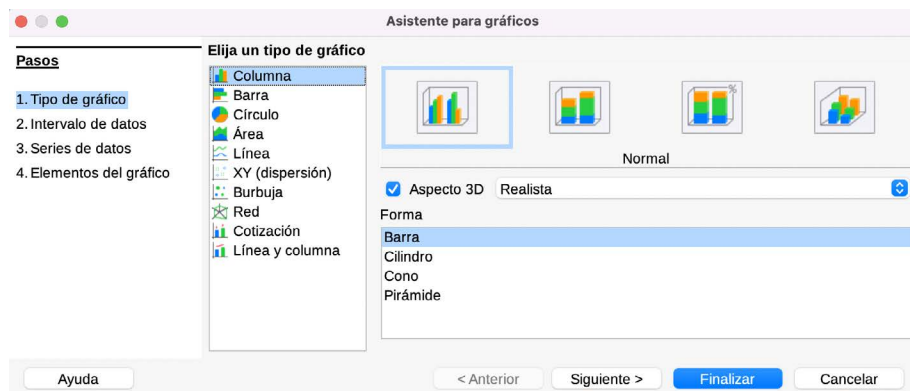 Asistente para gráficos
Pasos
1. Tipo de gráfico
2. Intervalo de datos
3. Series de datos
4. Elementos del gráfico
Elija un tipo de gráfico
Columna
Barra
Círculo
Área
Línea
XY (dispersión)
Burbuja
Red
Cotización
Línea y columna
%
Normal
Aspecto 3D Realista
Forma
Barra
Cilindro
Cono
Pirámide
Ayuda < Anterior Siguiente > Finalizar Cancelar